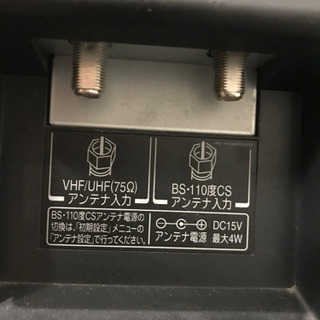 VHF/UHF(75Ω)
アンテナ入力
BS・110度CS
アンテナ入力
BS・110度CSアンテナ電源の
切換は、「初期設定」メニューの
「アンテナ設定」で行ってください。
DC15V
アンテナ電源 最大4W